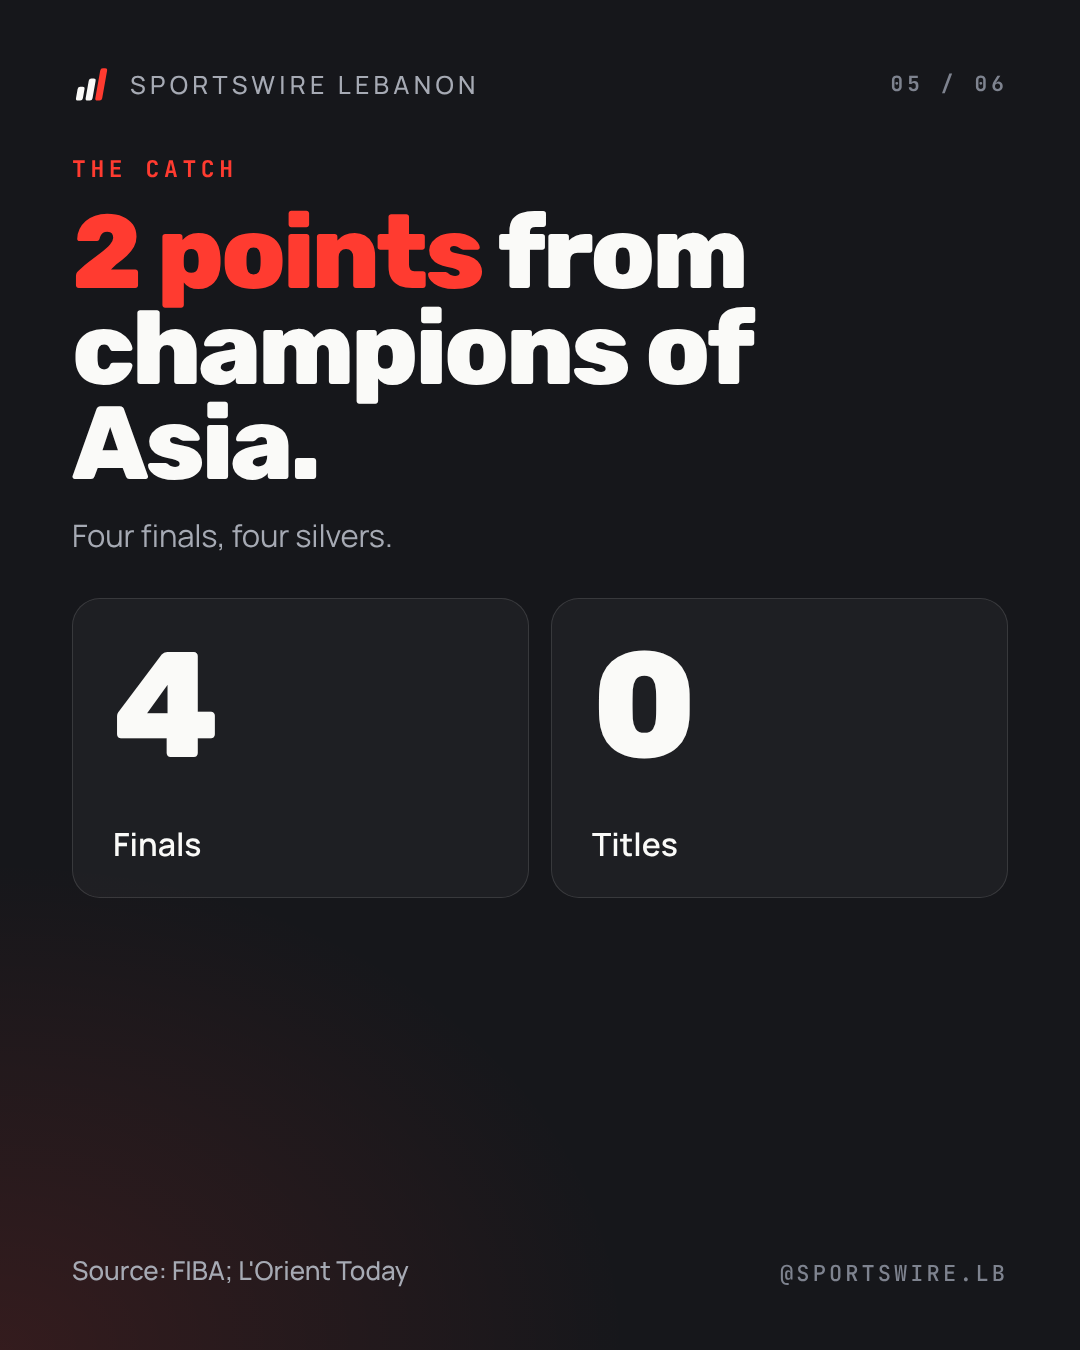 SPORTSWIRE LEBANON
05 / 06
THE CATCH
2 points from
champions of
Asia.
Four finals, four silvers.
4
Finals
0
Titles
Source: FIBA; L'Orient Today
@SPORTSWIRE.LB